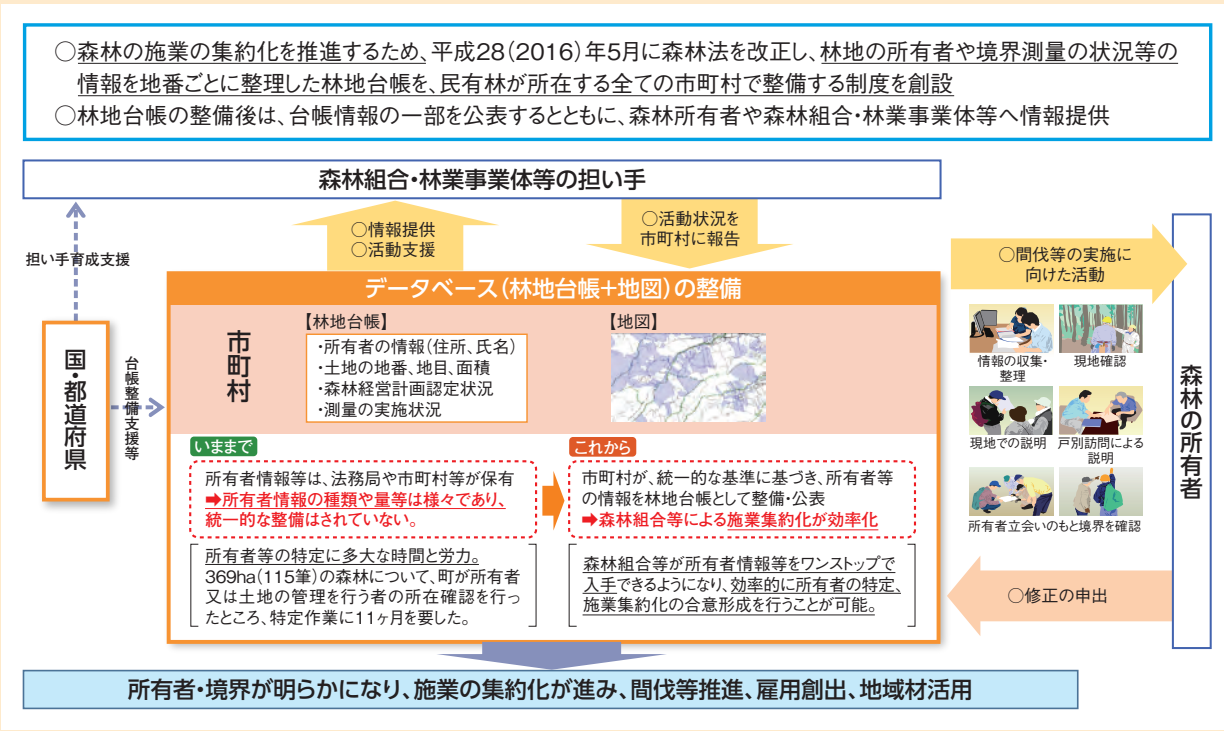 ○森林の施業の集約化を推進するため、平成28(2016)年5月に森林法を改正し、林地の所有者や境界測量の状況等の
情報を地番ごとに整理した林地台帳を、民有林が所在する全ての市町村で整備する制度を創設
○林地台帳の整備後は、台帳情報の一部を公表するとともに、森林所有者や森林組合・林業事業体等へ情報提供
森林組合・林業事業体等の担い手
○情報提供
○活動支援
○活動状況を
市町村に報告
担い手育成支援
国・都道府県
台帳整備支援等
データベース(林地台帳+地図)の整備
市町村
【林地台帳】
・所有者の情報(住所、氏名)
・土地の地番、地目、面積
・森林経営計画認定状況
・測量の実施状況
【地図】
いままで
所有者情報等は、法務局や市町村等が保有
➡所有者情報の種類や量等は様々であり、
統一的な整備はされていない。
所有者等の特定に多大な時間と労力。
369ha(115筆)の森林について、町が所有者
又は土地の管理を行う者の所在確認を行っ
たところ、特定作業に11ヶ月を要した。
これから
市町村が、統一的な基準に基づき、所有者等
の情報を林地台帳として整備・公表
➡森林組合等による施業集約化が効率化
森林組合等が所有者情報等をワンストップで
入手できるようになり、効率的に所有者の特定、
施業集約化の合意形成を行うことが可能。
○間伐等の実施に
向けた活動
情報の収集・
整理
現地確認
現地での説明
戸別訪問による
説明
所有者立会いのもと境界を確認
○修正の申出
森林の所有者
所有者・境界が明らかになり、施業の集約化が進み、間伐等推進、雇用創出、地域材活用